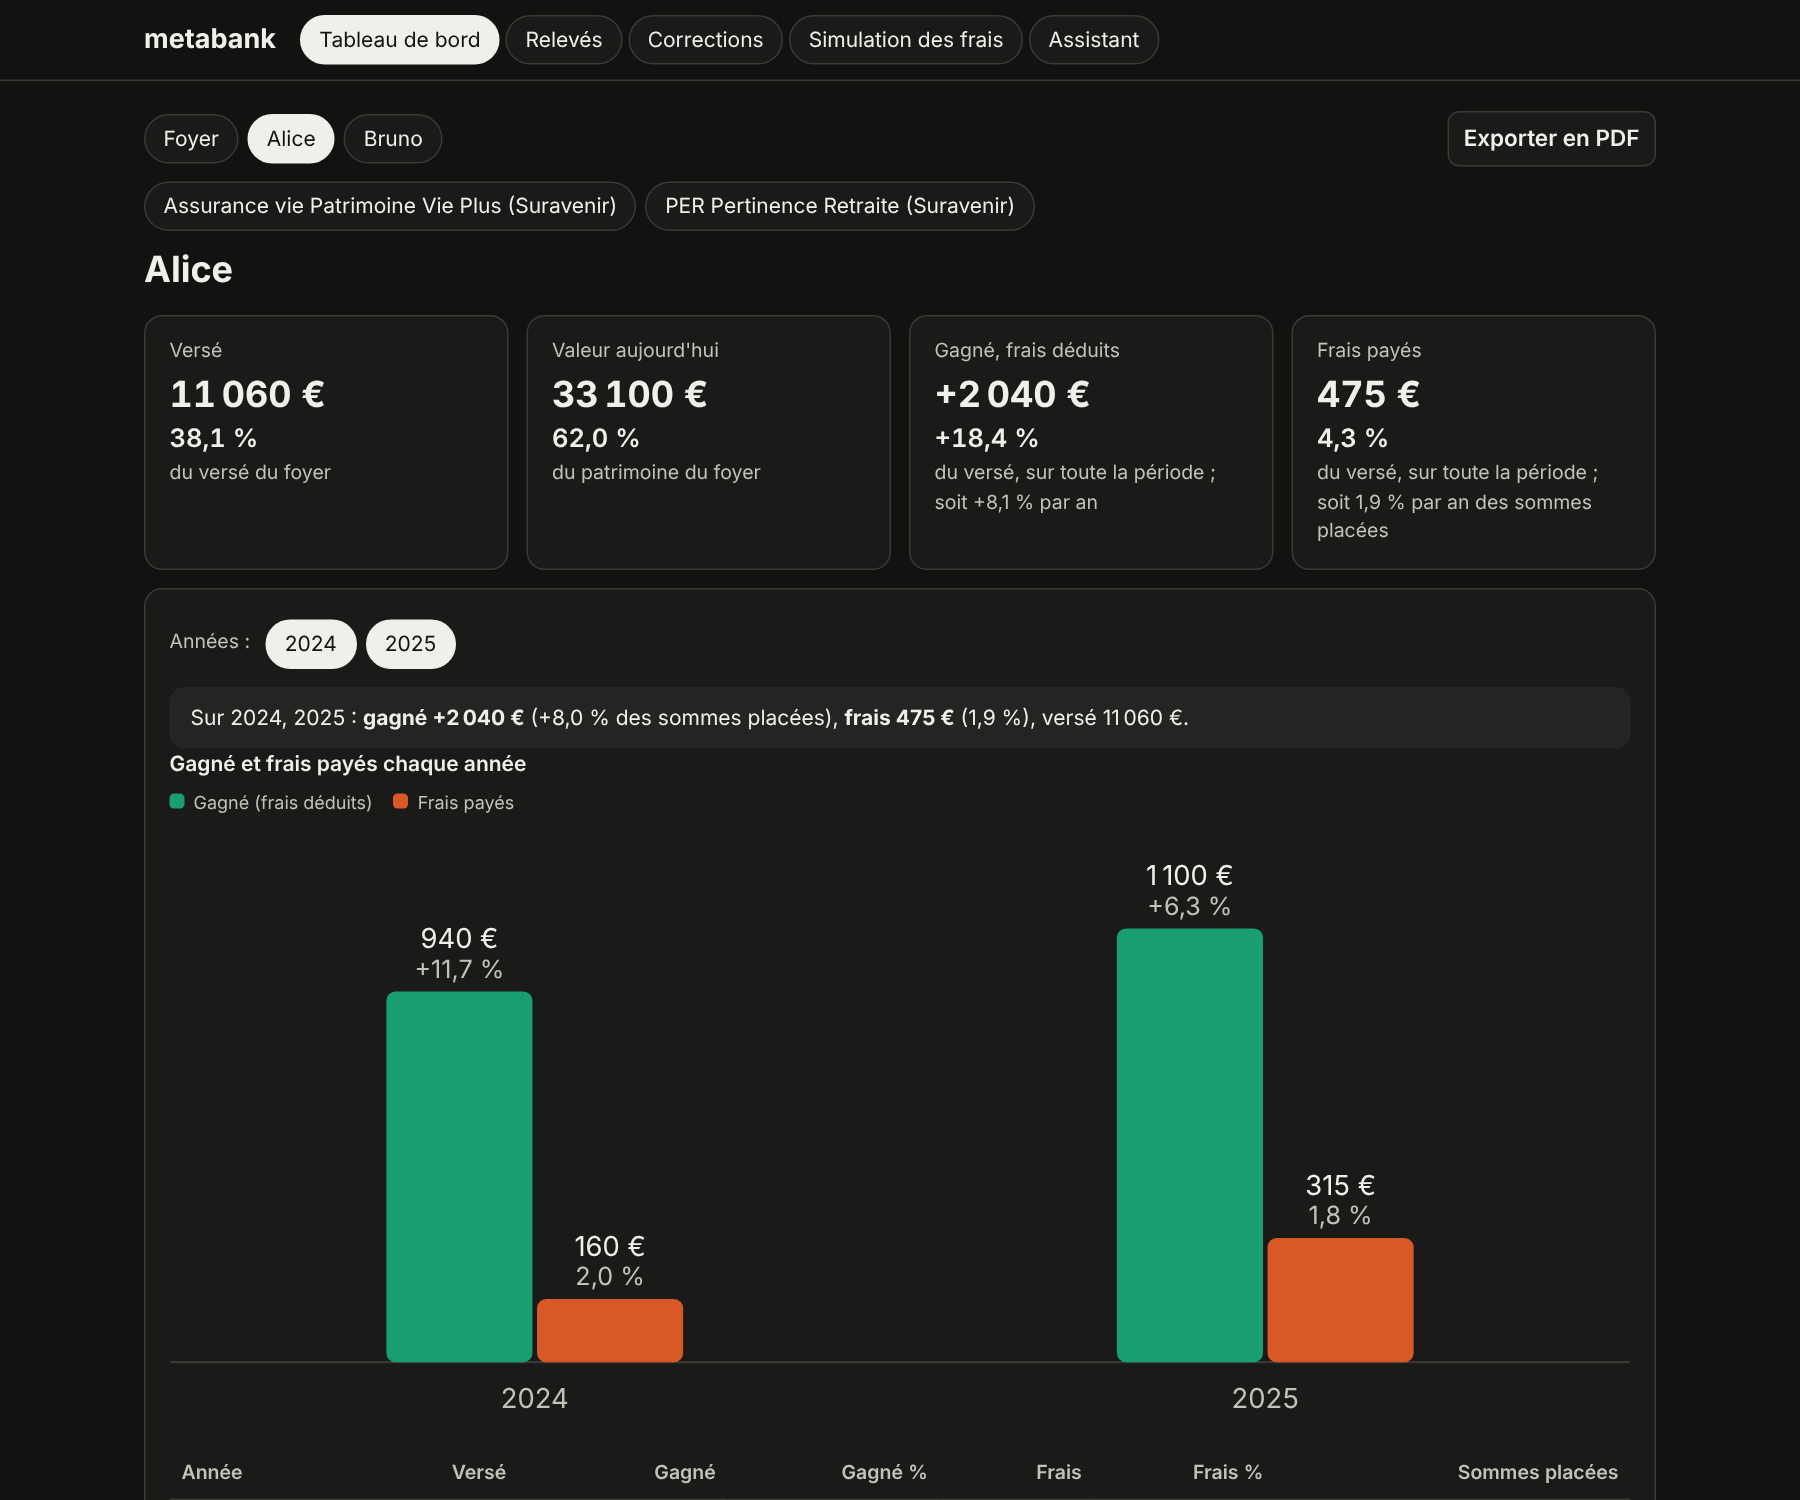 metabank
Tableau de bord
Relevés
Corrections
Simulation des frais
Assistant
Foyer
Alice
Bruno
Exporter en PDF
Assurance vie Patrimoine Vie Plus (Suravenir)
PER Pertinence Retraite (Suravenir)
Alice
Versé
11 060 €
38,1 %
du versé du foyer
Valeur aujourd'hui
33 100 €
62,0 %
du patrimoine du foyer
Gagné, frais déduits
+2 040 €
+18,4 %
du versé, sur toute la période ;
soit +8,1 % par an
Frais payés
475 €
4,3 %
du versé, sur toute la période ;
soit 1,9 % par an des sommes
placées
Années :
2024
2025
Sur 2024, 2025 : gagné +2 040 € (+8,0 % des sommes placées), frais 475 € (1,9 %), versé 11 060 €.
Gagné et frais payés chaque année
Gagné (frais déduits)
Frais payés
940 €
+11,7 %
160 €
2,0 %
1 100 €
+6,3 %
315 €
1,8 %
2024
2025
Année
Versé
Gagné
Gagné %
Frais
Frais %
Sommes placées